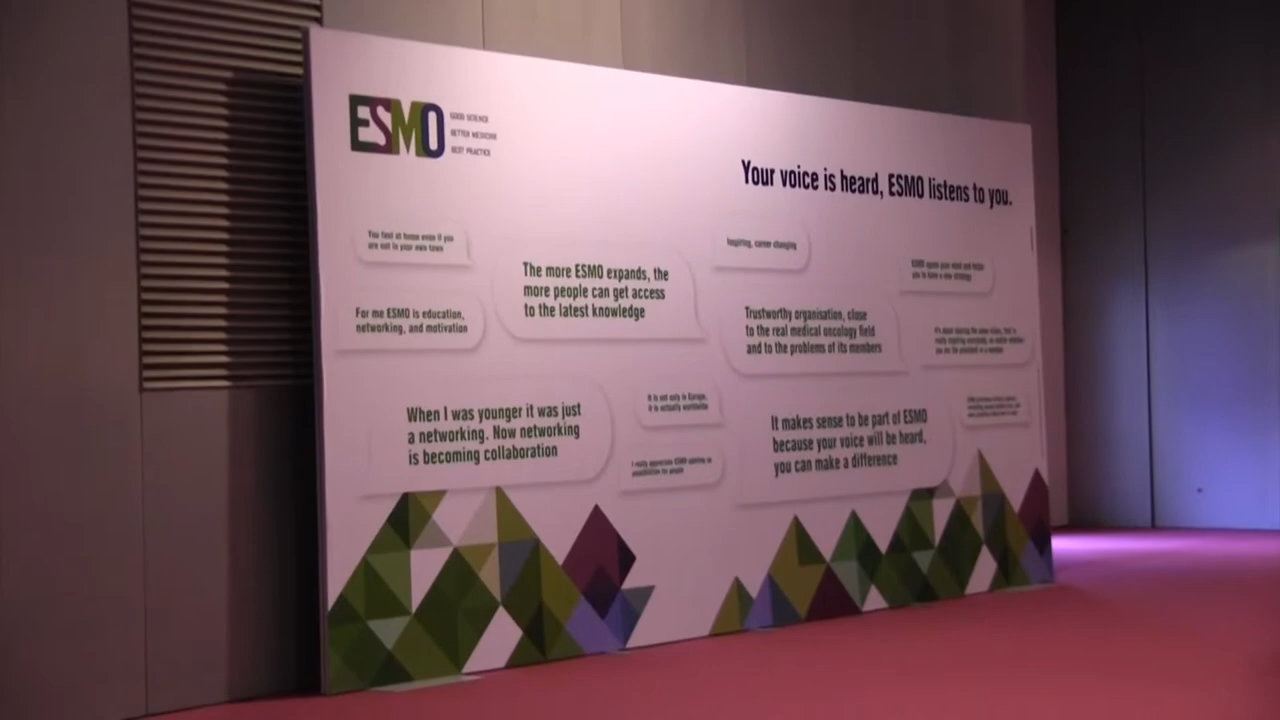 ESMO
GOOD SCIENCE
BETTER MEDICINE
BEST PRACTICE
Your voice is heard, ESMO listens to you.
You feel at home even if you
are not in your own town
Inspiring, career changing
The more ESMO expands, the
more people can get access
to the latest knowledge
For me ESMO is education,
networking, and motivation
Trustworthy organisation, close
to the real medical oncology field
and to the problems of its members
When I was younger it was just
a networking. Now networking
is becoming collaboration
It is not only in Europe,
it is actually worldwide
It makes sense to be part of ESMO
because your voice will be heard,
you can make a difference
I really appreciate ESMO